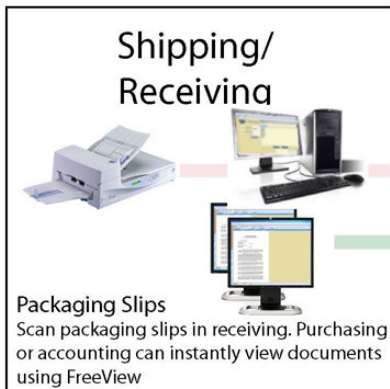 Shipping/
Receiving
Packaging Slips
Scan packaging slips in receiving. Purchasing
or accounting can instantly view documents
using FreeView